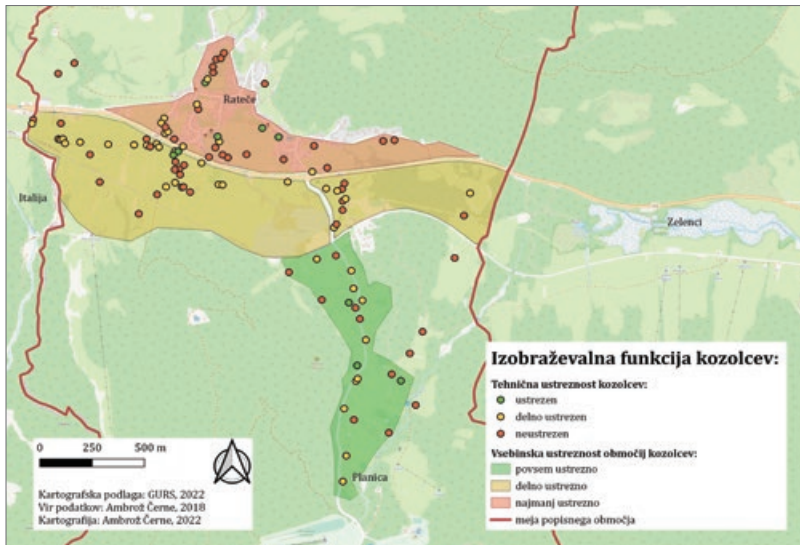 Rateče
Italija
Zelenci
Planica
0 250 500 m
Kartografska podlaga: GURS, 2022
Vir podatkov: Ambrož Černe, 2018
Kartografija: Ambrož Černe, 2022
Izobraževalna funkcija kozolcev:
Tehnična ustreznost kozolcev:
ustrezen
delno ustrezen
neustrezen
Vsebinska ustreznost območij kozolcev:
povsem ustrezno
delno ustrezno
najmanj ustrezno
meja popisnega območja